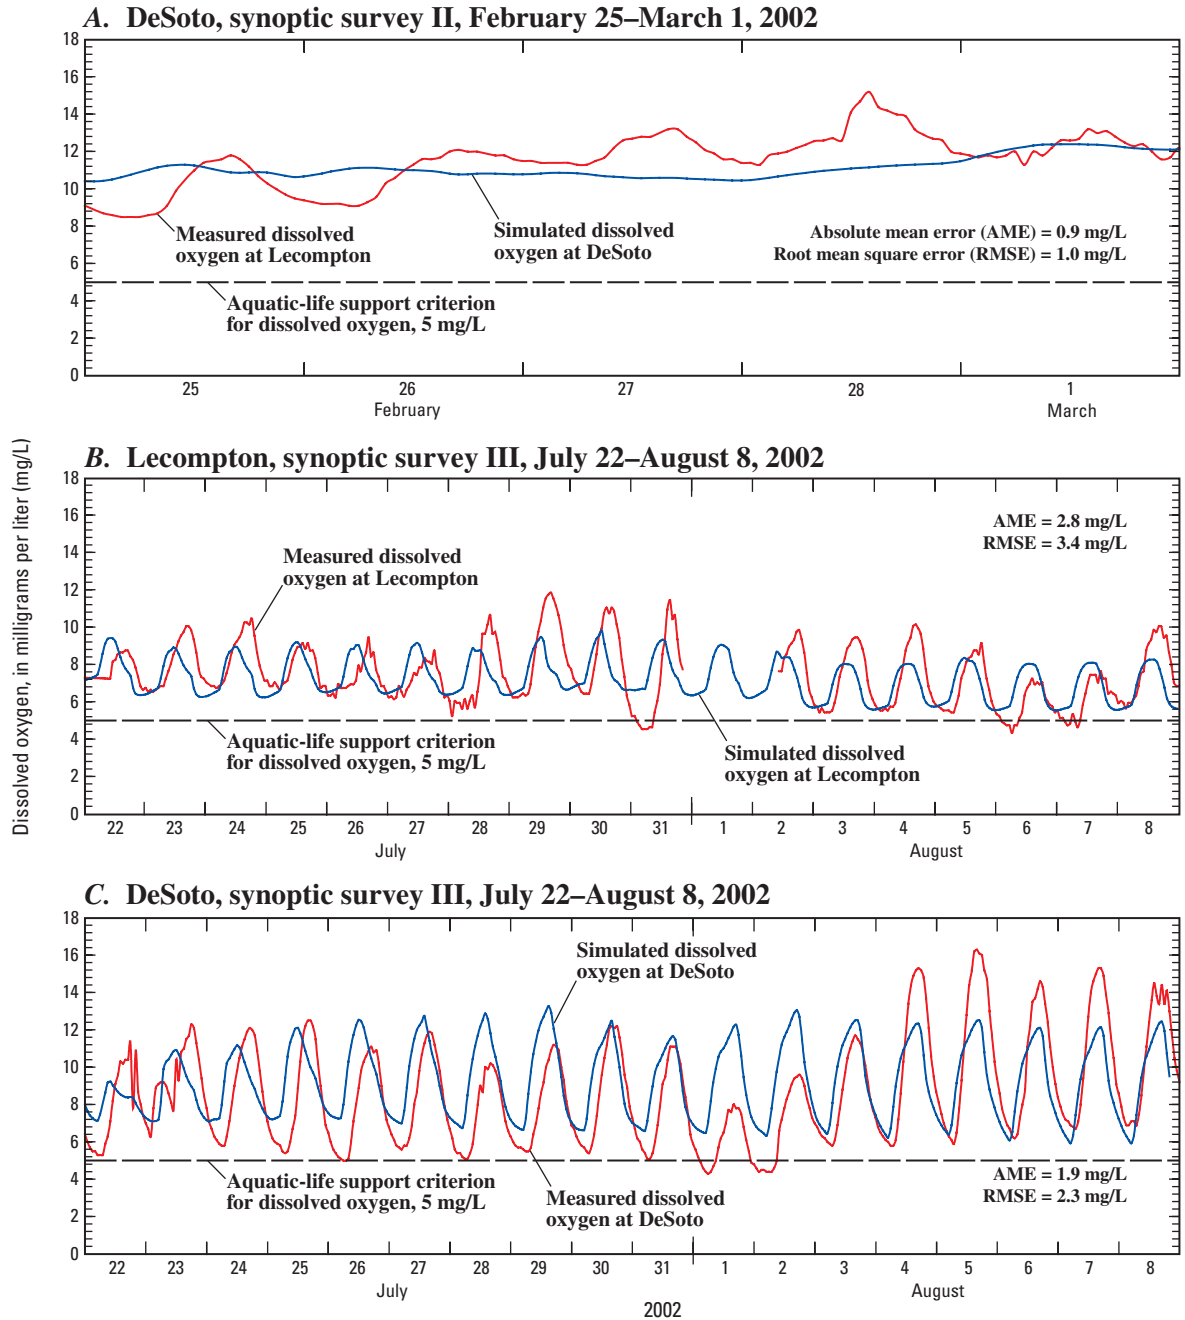 A. DeSoto, synoptic survey II, February 25–March 1, 2002
18
16
14
12
10
8
6
4
2
0
Measured dissolved
oxygen at Lecompton
Simulated dissolved
oxygen at DeSoto
Absolute mean error (AME) = 0.9 mg/L
Root mean square error (RMSE) = 1.0 mg/L
Aquatic-life support criterion
for dissolved oxygen, 5 mg/L
25 26 27 28 1
February March
Dissolved oxygen, in milligrams per liter (mg/L)
B. Lecompton, synoptic survey III, July 22–August 8, 2002
18
16
14
12
10
8
6
4
2
0
AME = 2.8 mg/L
RMSE = 3.4 mg/L
Measured dissolved
oxygen at Lecompton
Aquatic-life support criterion
for dissolved oxygen, 5 mg/L
Simulated dissolved
oxygen at Lecompton
22 23 24 25 26 27 28 29 30 31 1 2 3 4 5 6 7 8
July August
C. DeSoto, synoptic survey III, July 22–August 8, 2002
18
16
14
12
10
8
6
4
2
0
Simulated dissolved
oxygen at DeSoto
Aquatic-life support criterion
for dissolved oxygen, 5 mg/L
Measured dissolved
oxygen at DeSoto
AME = 1.9 mg/L
RMSE = 2.3 mg/L
22 23 24 25 26 27 28 29 30 31 1 2 3 4 5 6 7 8
July August
2002